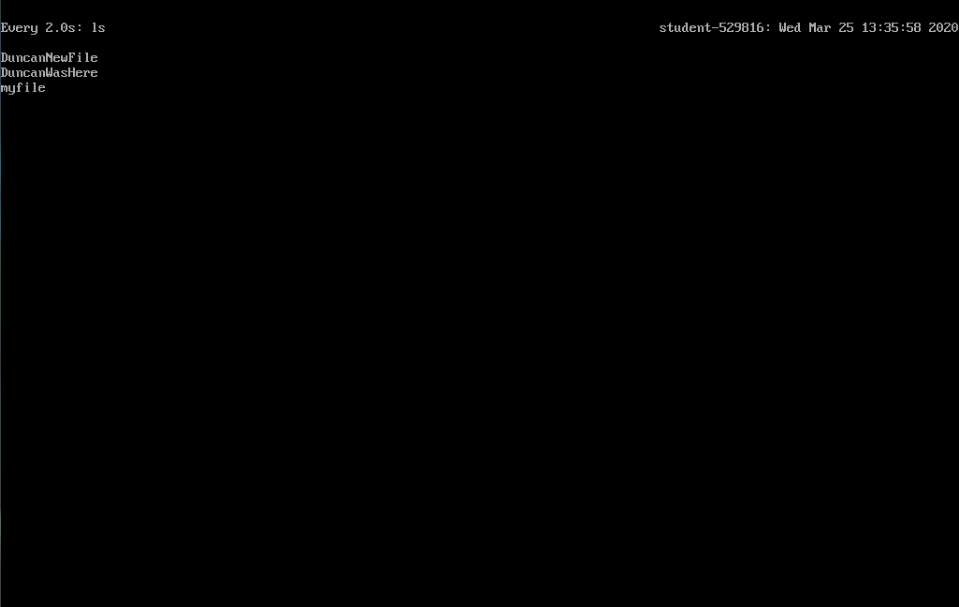 Every 2.0s: ls student-529816: Wed Mar 25 13:35:58 2020
DuncanNewFile
DuncanWasHere
myfile